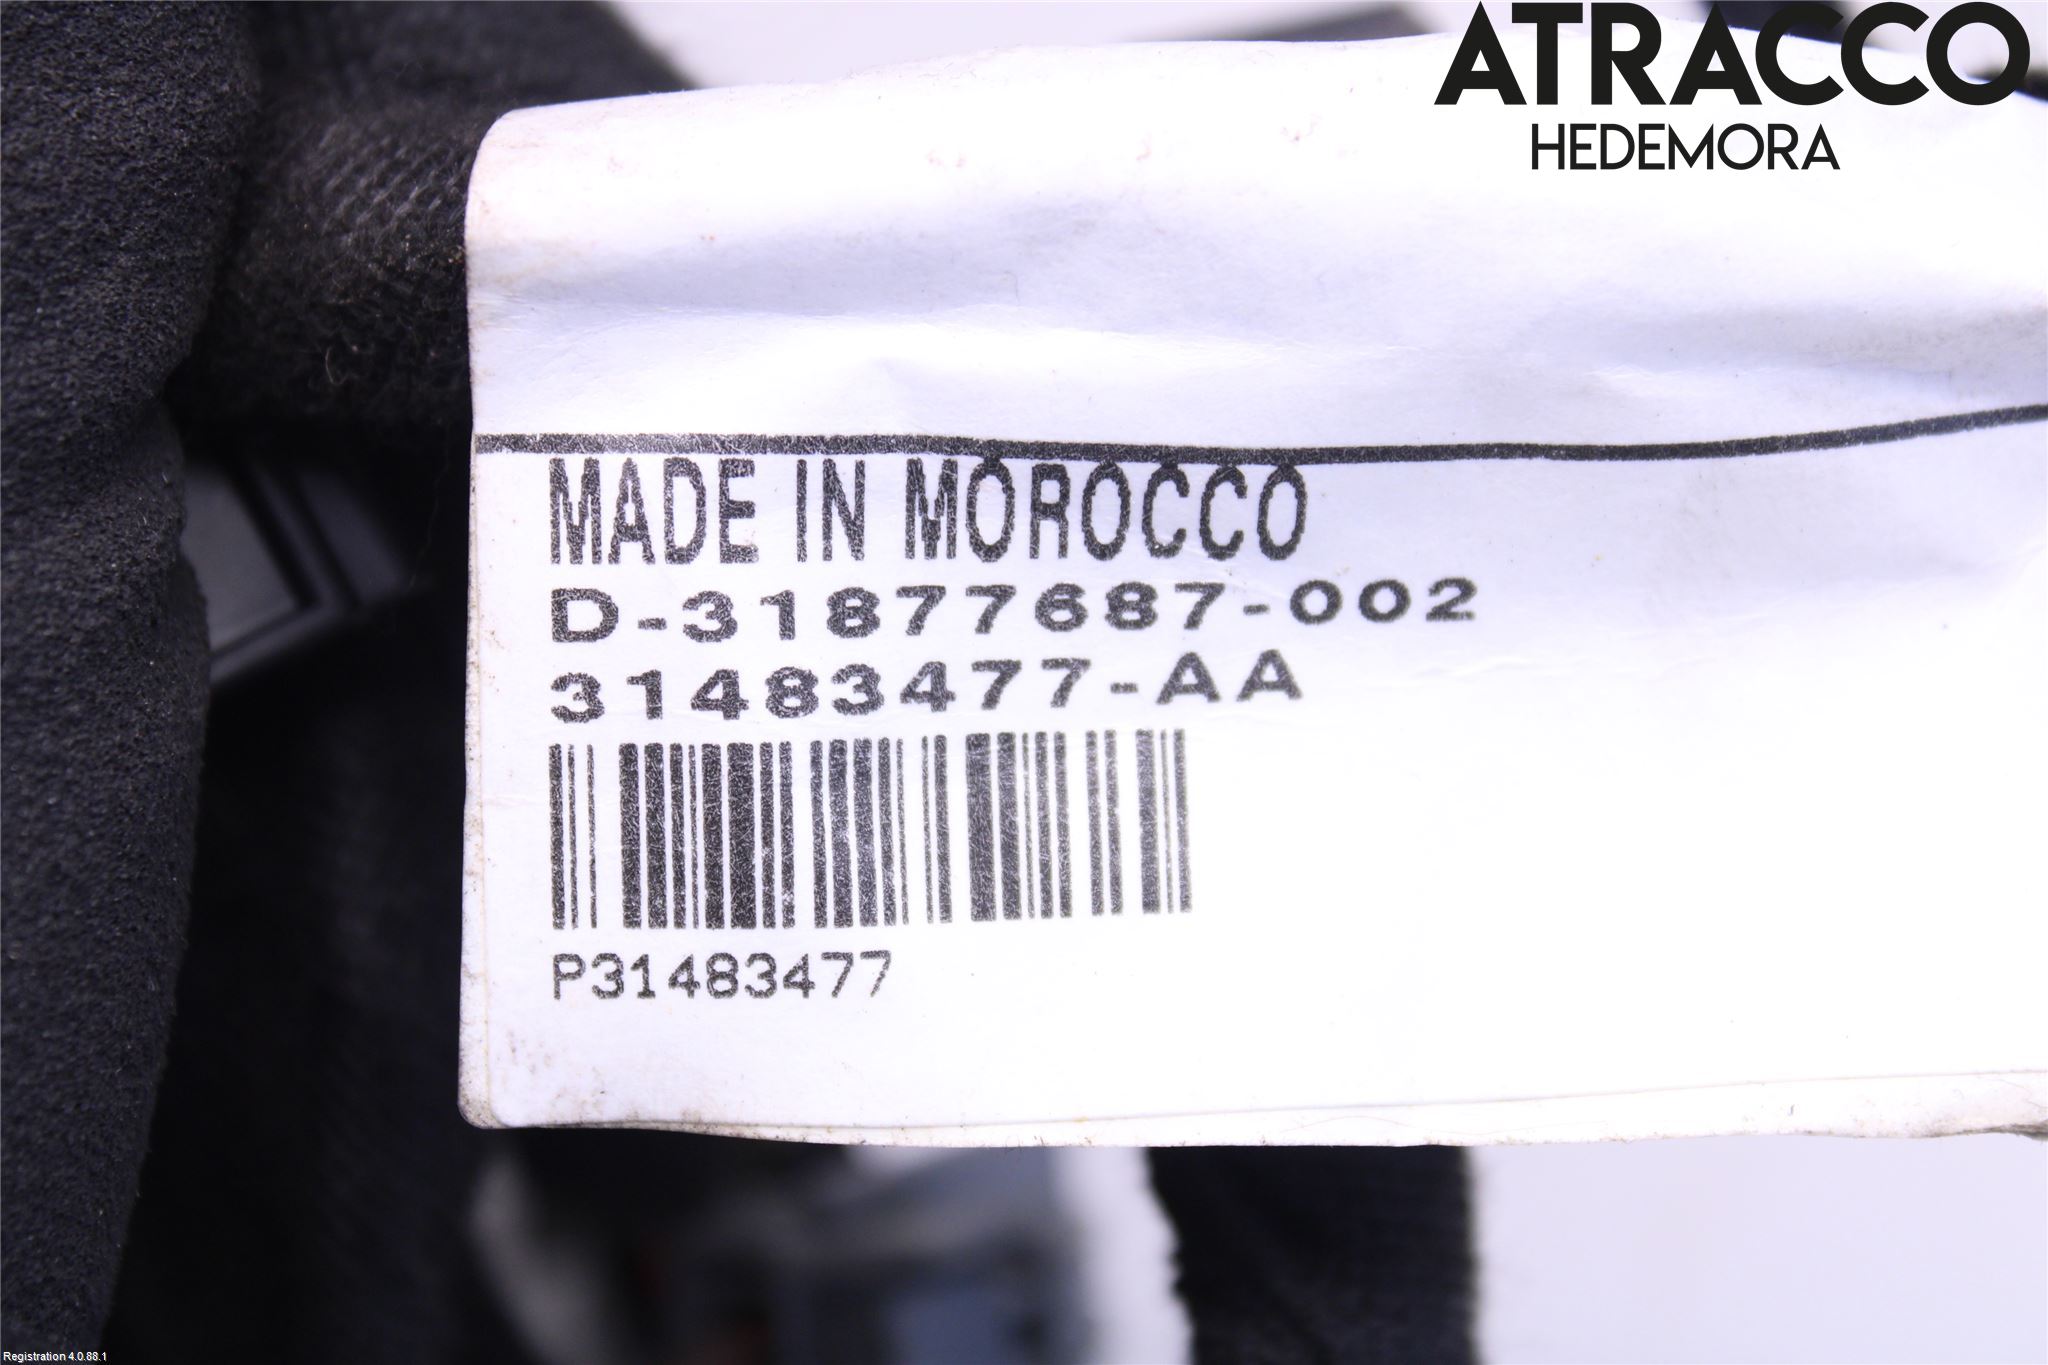 ATRACCO
HEDEMORA
MADE IN MOROCCO
D-31877687-002
31483477-AA
P31483477
Registration 4.0.88.1